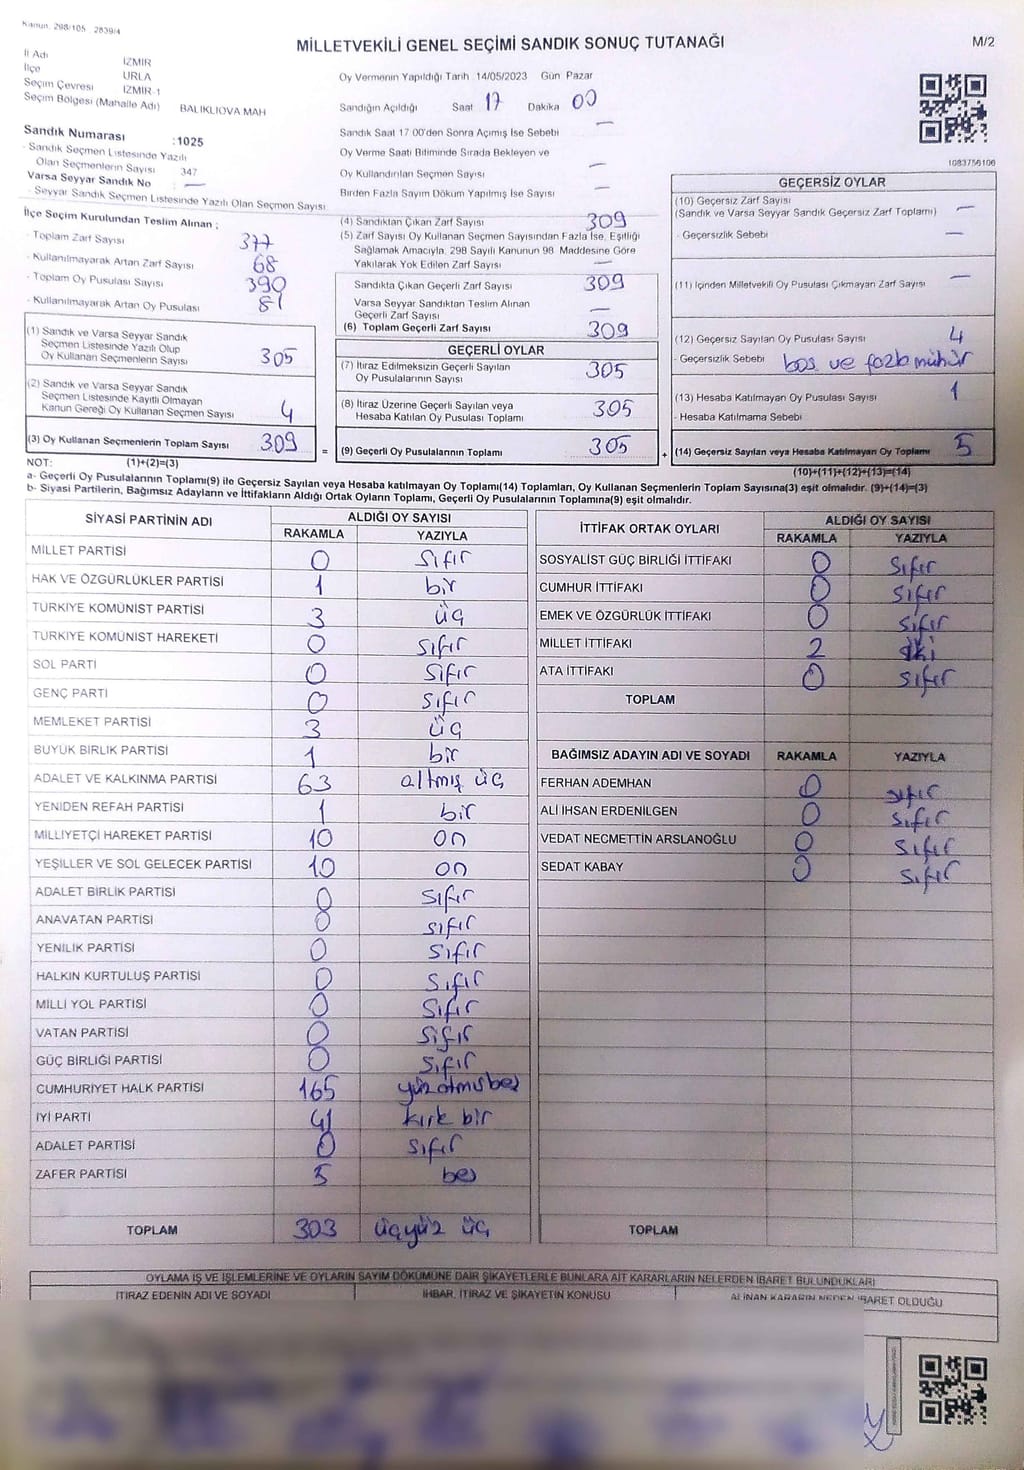 Kanun: 298/105 2839/4
MİLLETVEKİLİ GENEL SEÇİMİ SANDIK SONUÇ TUTANAĞI
M/2
İl Adı İZMİR
İlçe URLA
Seçim Çevresi İZMİR-1
Seçim Bölgesi (Mahalle Adı) BALIKLIOVA MAH
Sandık Numarası :1025
- Sandık Seçmen Listesinde Yazılı
Olan Seçmenlerin Sayısı 347
Varsa Seyyar Sandık No : —
- Seyyar Sandık Seçmen Listesinde Yazılı Olan Seçmen Sayısı
Oy Vermenin Yapıldığı Tarih 14/05/2023 Gün Pazar
Sandığın Açıldığı Saat 17 Dakika 00
Sandık Saat 17 00'den Sonra Açımış İse Sebebi —
Oy Verme Saati Bitiminde Sırada Bekleyen ve
Oy Kullandırılan Seçmen Sayısı —
Birden Fazla Sayım Döküm Yapılmış İse Sayısı —
1083756106
İlçe Seçim Kurulundan Teslim Alınan ;
- Toplam Zarf Sayısı 377
- Kullanılmayarak Artan Zarf Sayısı 68
- Toplam Oy Pusulası Sayısı 390
- Kullanılmayarak Artan Oy Pusulası 81
(1) Sandık ve Varsa Seyyar Sandık
Seçmen Listesinde Yazılı Olup
Oy Kullanan Seçmenlerin Sayısı 305
(2) Sandık ve Varsa Seyyar Sandık
Seçmen Listesinde Kayıtlı Olmayan
Kanun Gereği Oy Kullanan Seçmen Sayısı 4
(3) Oy Kullanan Seçmenlerin Toplam Sayısı 309
=
(4) Sandıktan Çıkan Zarf Sayısı 309
(5) Zarf Sayısı Oy Kullanan Seçmen Sayısından Fazla İse, Eşitliği
Sağlamak Amacıyla, 298 Sayılı Kanunun 98. Maddesine Göre
Yakılarak Yok Edilen Zarf Sayısı —
Sandıkta Çıkan Geçerli Zarf Sayısı 309
Varsa Seyyar Sandıktan Teslim Alınan
Geçerli Zarf Sayısı —
(6) Toplam Geçerli Zarf Sayısı 309
GEÇERLİ OYLAR
(7) İtiraz Edilmeksizin Geçerli Sayılan
Oy Pusulalarının Sayısı 305
(8) İtiraz Üzerine Geçerli Sayılan veya
Hesaba Katılan Oy Pusulası Toplamı 305
(9) Geçerli Oy Pusulalarının Toplamı 305
+
GEÇERSİZ OYLAR
(10) Geçersiz Zarf Sayısı —
(Sandık ve Varsa Seyyar Sandık Geçersiz Zarf Toplamı)
- Geçersizlik Sebebi —
(11) İçinden Milletvekili Oy Pusulası Çıkmayan Zarf Sayısı —
(12) Geçersiz Sayılan Oy Pusulası Sayısı 4
- Geçersizlik Sebebi boş ve fazla mühür
(13) Hesaba Katılmayan Oy Pusulası Sayısı 1
- Hesaba Katılmama Sebebi
(14) Geçersiz Sayılan veya Hesaba Katılmayan Oy Toplamı 5
NOT: (1)+(2)=(3)
(10)+(11)+(12)+(13)=(14)
a- Geçerli Oy Pusulalarının Toplamı(9) ile Geçersiz Sayılan veya Hesaba katılmayan Oy Toplamı(14) Toplamları, Oy Kullanan Seçmenlerin Toplam Sayısına(3) eşit olmalıdır. (9)+(14)=(3)
b- Siyasi Partilerin, Bağımsız Adayların ve İttifakların Aldığı Ortak Oyların Toplamı, Geçerli Oy Pusulalarının Toplamına(9) eşit olmalıdır.
SİYASİ PARTİNİN ADI ALDIĞI OY SAYISI
RAKAMLA YAZIYLA
MİLLET PARTİSİ 0 sıfır
HAK VE ÖZGÜRLÜKLER PARTİSİ 1 bir
TÜRKİYE KOMÜNİST PARTİSİ 3 üç
TÜRKİYE KOMÜNİST HAREKETİ 0 sıfır
SOL PARTİ 0 sıfır
GENÇ PARTİ 0 sıfır
MEMLEKET PARTİSİ 3 üç
BÜYÜK BİRLİK PARTİSİ 1 bir
ADALET VE KALKINMA PARTİSİ 63 altmış üç
YENİDEN REFAH PARTİSİ 1 bir
MİLLİYETÇİ HAREKET PARTİSİ 10 on
YEŞİLLER VE SOL GELECEK PARTİSİ 10 on
ADALET BİRLİK PARTİSİ 0 sıfır
ANAVATAN PARTİSİ 0 sıfır
YENİLİK PARTİSİ 0 sıfır
HALKIN KURTULUŞ PARTİSİ 0 sıfır
MİLLİ YOL PARTİSİ 0 sıfır
VATAN PARTİSİ 0 sıfır
GÜÇ BİRLİĞİ PARTİSİ 0 sıfır
CUMHURİYET HALK PARTİSİ 165 yüz atmışbeş
İYİ PARTİ 41 kırk bir
ADALET PARTİSİ 0 sıfır
ZAFER PARTİSİ 5 beş
TOPLAM 303 üçyüz üç
İTTİFAK ORTAK OYLARI ALDIĞI OY SAYISI
RAKAMLA YAZIYLA
SOSYALİST GÜÇ BİRLİĞİ İTTİFAKI 0 sıfır
CUMHUR İTTİFAKI 0 sıfır
EMEK VE ÖZGÜRLÜK İTTİFAKI 0 sıfır
MİLLET İTTİFAKI 2 iki
ATA İTTİFAKI 0 sıfır
TOPLAM
BAĞIMSIZ ADAYIN ADI VE SOYADI RAKAMLA YAZIYLA
FERHAN ADEMHAN 0 sıfır
ALİ İHSAN ERDENİLGEN 0 sıfır
VEDAT NECMETTİN ARSLANOĞLU 0 sıfır
SEDAT KABAY 0 sıfır
TOPLAM
OYLAMA İŞ VE İŞLEMLERİNE VE OYLARIN SAYIM DÖKÜMÜNE DAİR ŞİKAYETLERLE BUNLARA AİT KARARLARIN NELERDEN İBARET BULUNDUKLARI
İTİRAZ EDENİN ADI VE SOYADI İHBAR, İTİRAZ VE ŞİKAYETİN KONUSU ALINAN KARARIN NEDEN İBARET OLDUĞU